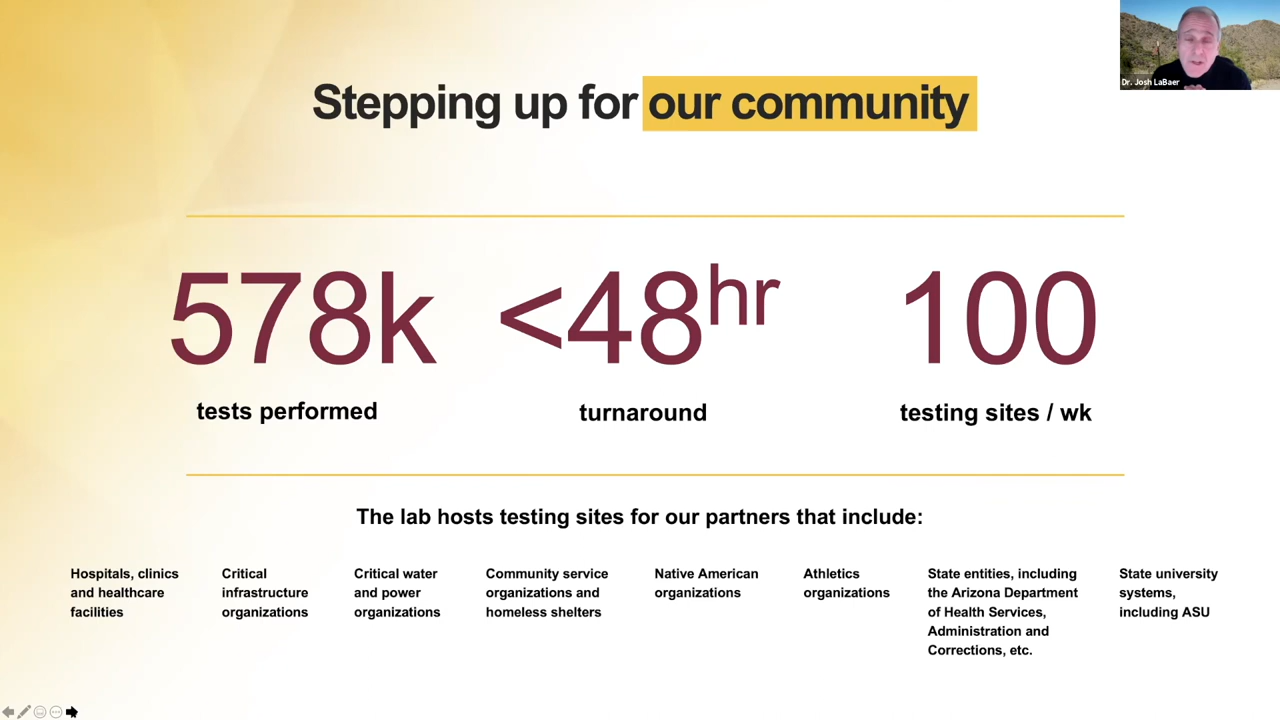 Dr. Josh LaBaer
Stepping up for our community
578k
<48hr
100
tests performed
turnaround
testing sites / wk
The lab hosts testing sites for our partners that include:
Hospitals, clinics
and healthcare
facilities
Critical
infrastructure
organizations
Critical water
and power
organizations
Community service
organizations and
homeless shelters
Native American
organizations
Athletics
organizations
State entities, including
the Arizona Department
of Health Services,
Administration and
Corrections, etc.
State university
systems,
including ASU